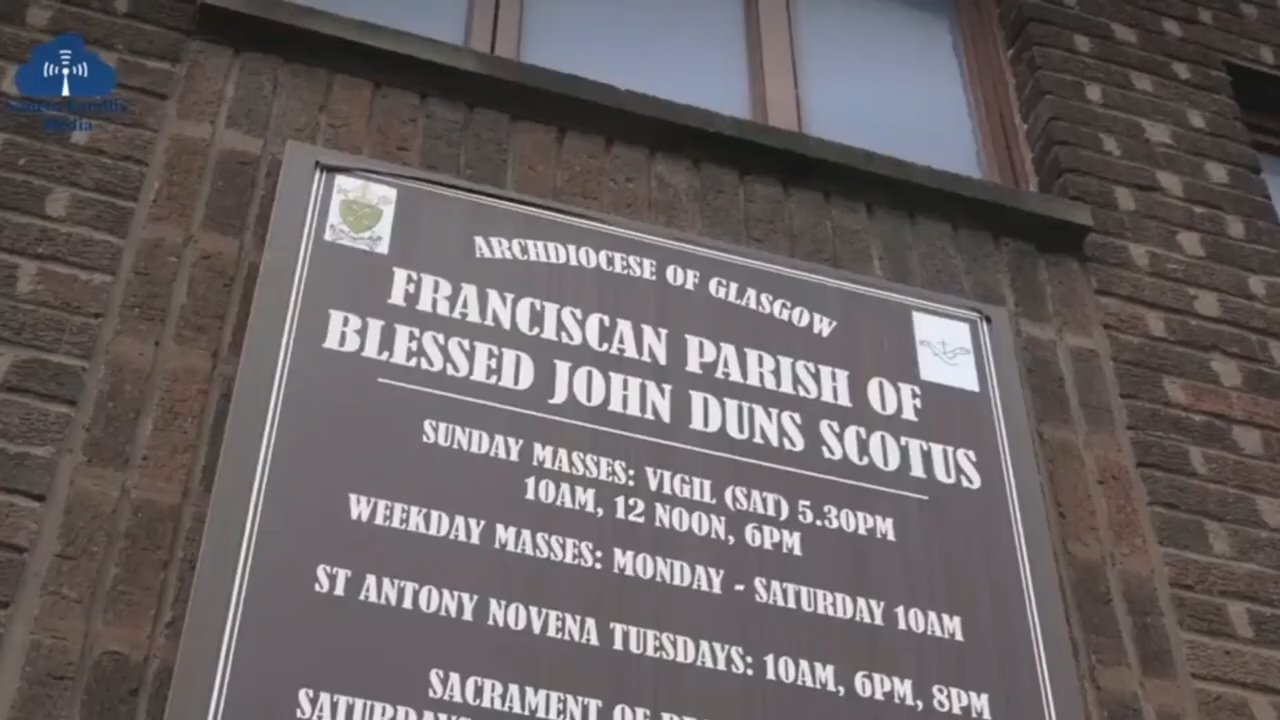 Media
ARCHDIOCESE OF GLASGOW
FRANCISCAN PARISH OF
BLESSED JOHN DUNS SCOTUS
SUNDAY MASSES: VIGIL (SAT) 5.30PM
10AM, 12 NOON, 6PM
WEEKDAY MASSES: MONDAY - SATURDAY 10AM
ST ANTONY NOVENA TUESDAYS: 10AM, 6PM, 8PM
SACRAMENT OF